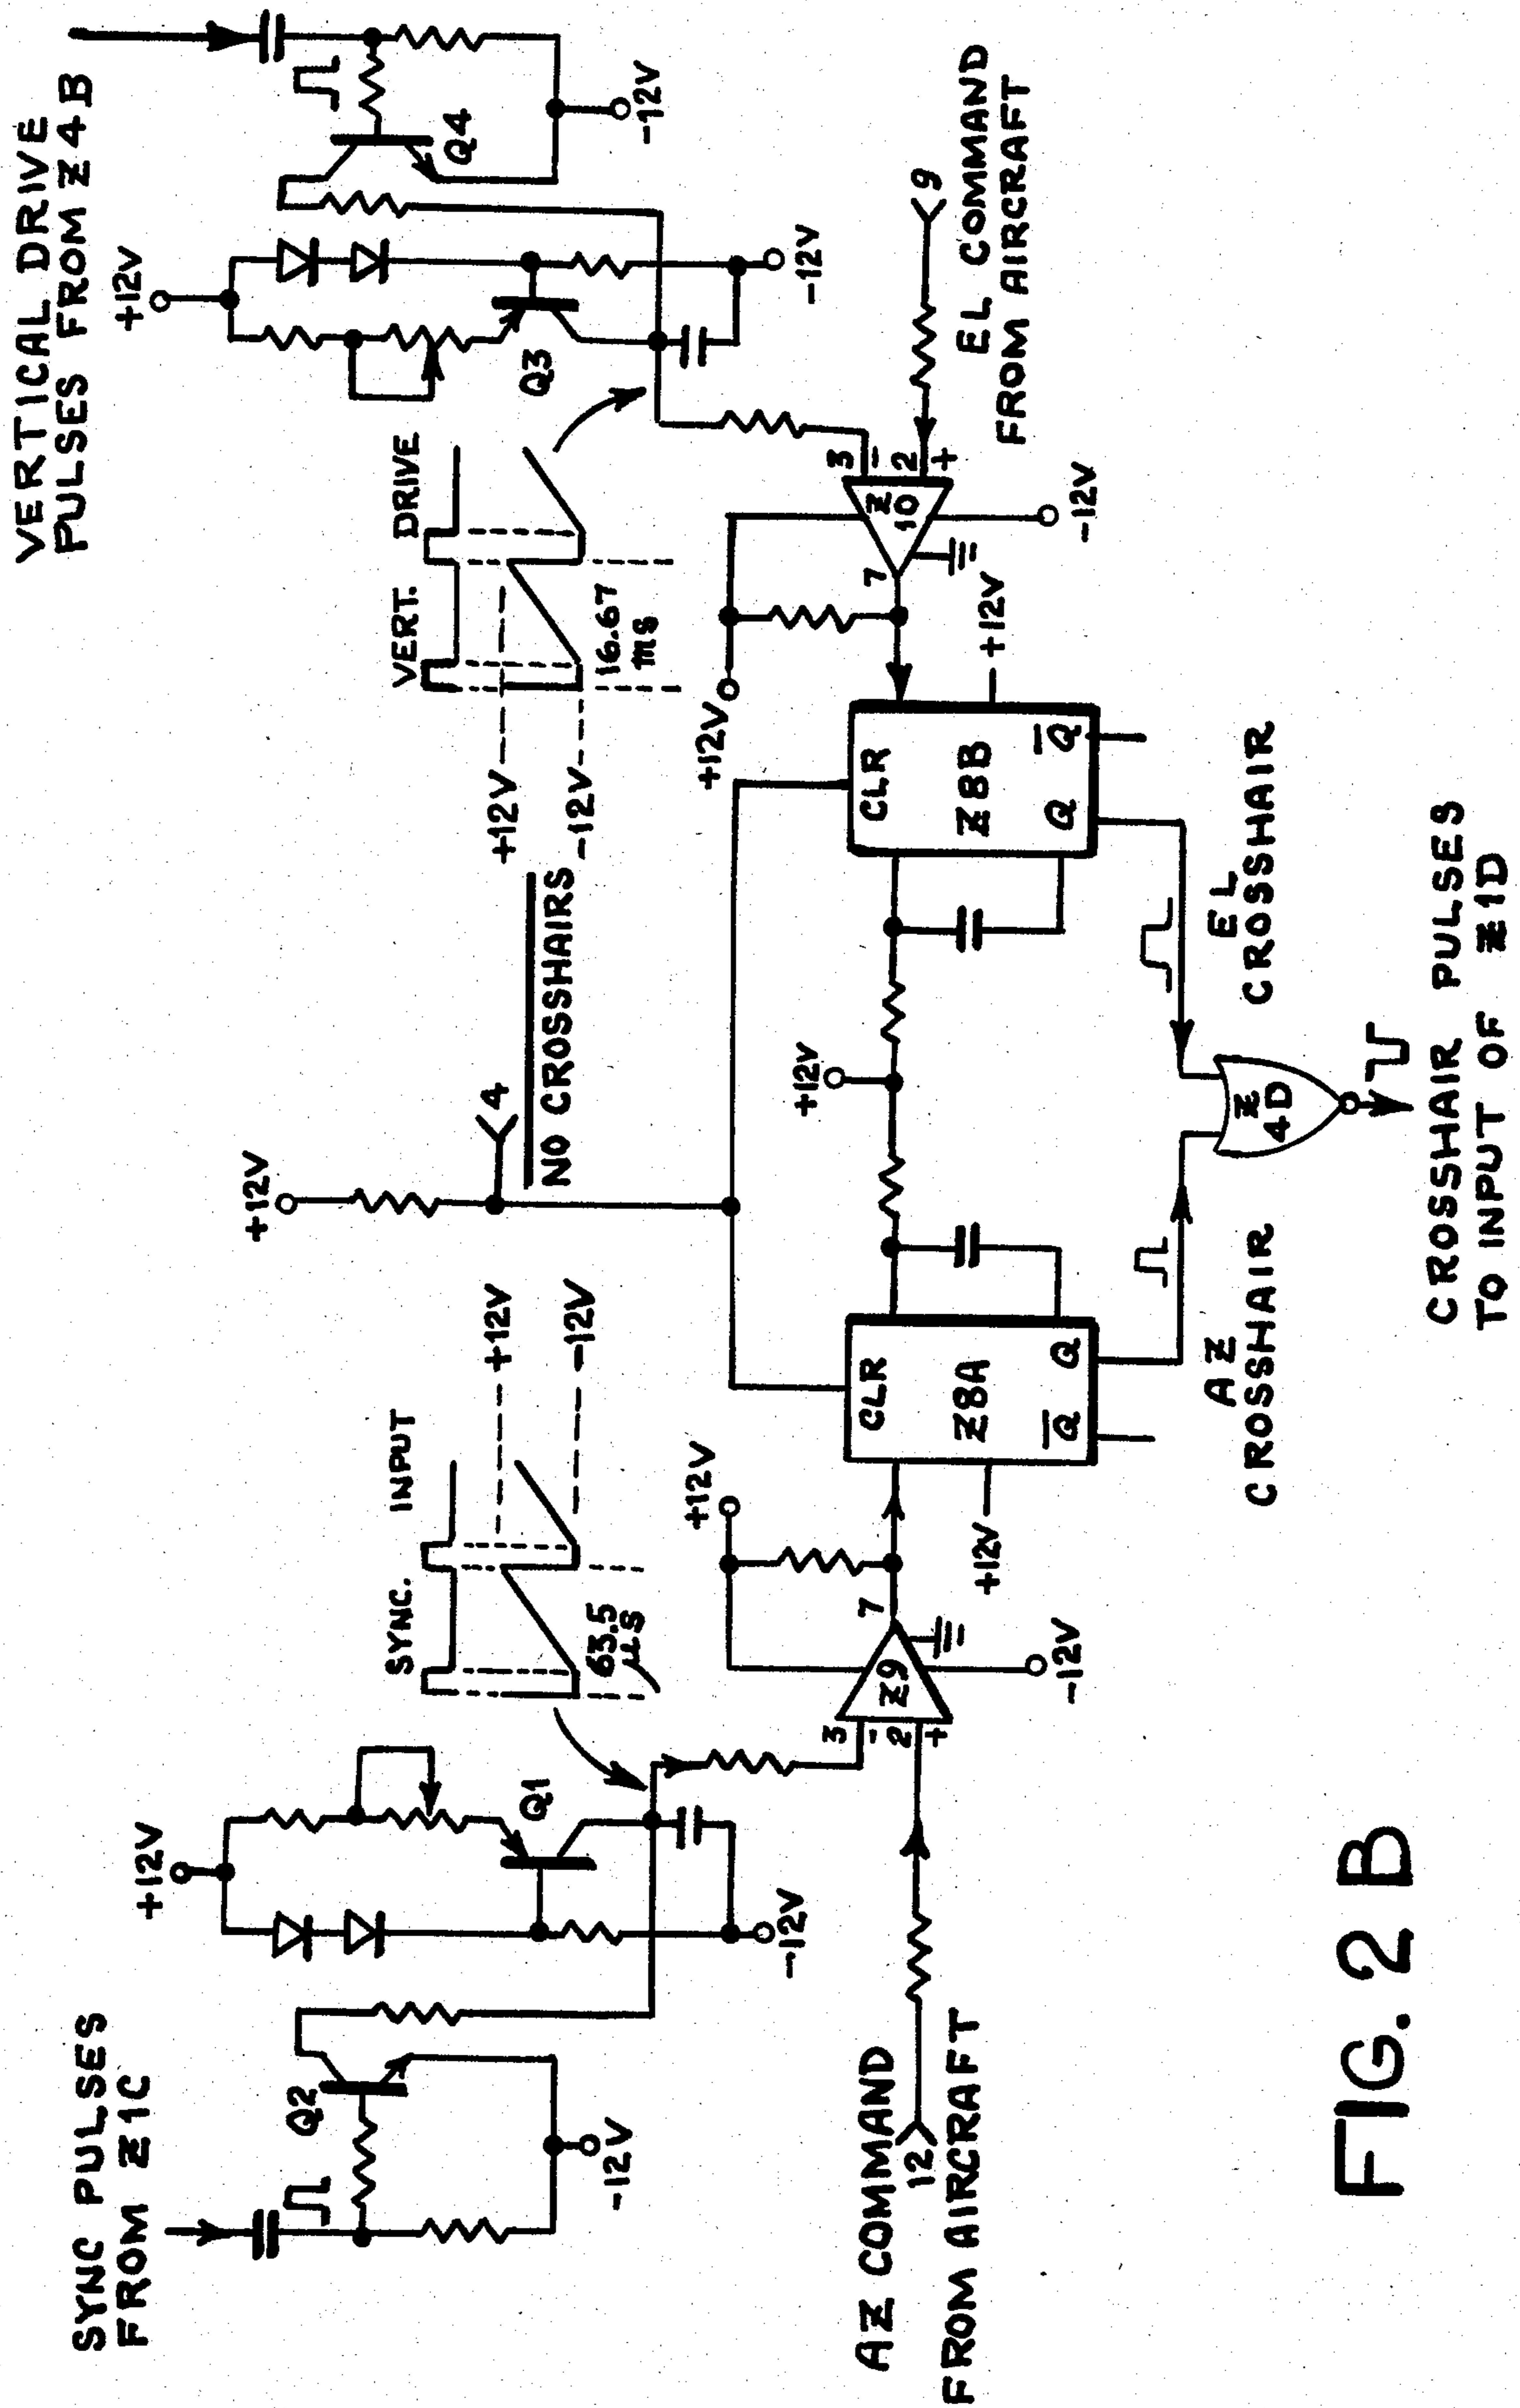 SYNC PULSES
FROM Z1C
+12V
Q2
-12V
Q1
-12V
SYNC. INPUT
+12V
-12V
63.5
µS
AZ COMMAND
12
FROM AIRCRAFT
3
-
2
+
Z9
7
-12V
+12V
+12V
CLR
Z8A
Q̅
Q
AZ
CROSSHAIR
+12V
4
NO CROSSHAIRS
+12V
VERTICAL DRIVE
PULSES FROM Z4B
+12V
Q4
-12V
Q3
-12V
VERT. DRIVE
+12V
-12V
16.67
ms
9
EL COMMAND
FROM AIRCRAFT
3
-
2
+
Z
10
7
-12V
+12V
+12V
CLR
Z8B
Q
Q̅
EL
CROSSHAIR
Z
4D
CROSSHAIR PULSES
TO INPUT OF Z1D
FIG. 2B